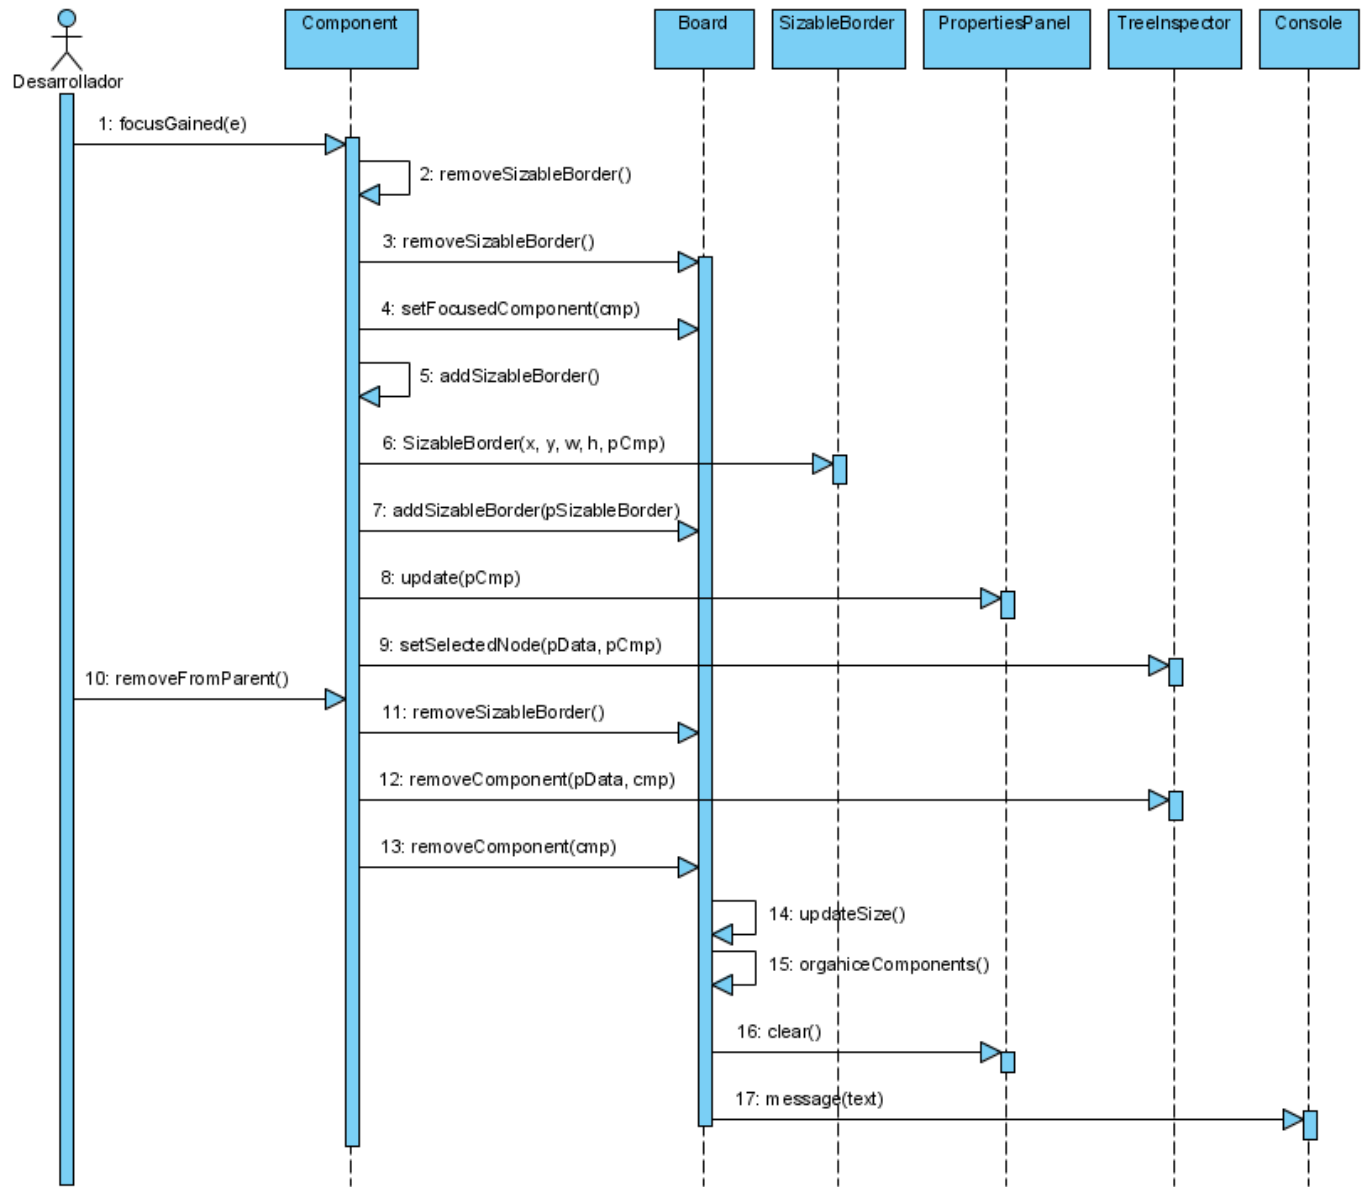 Component
Board
SizableBorder
PropertiesPanel
TreeInspector
Console
Desarrollador
1: focusGained(e)
2: removeSizableBorder()
3: removeSizableBorder()
4: setFocusedComponent(cmp)
5: addSizableBorder()
6: SizableBorder(x, y, w, h, pCmp)
7: addSizableBorder(pSizableBorder)
8: update(pCmp)
9: setSelectedNode(pData, pCmp)
10: removeFromParent()
11: removeSizableBorder()
12: removeComponent(pData, cmp)
13: removeComponent(cmp)
14: updateSize()
15: orgahiceComponents()
16: clear()
17: message(text)